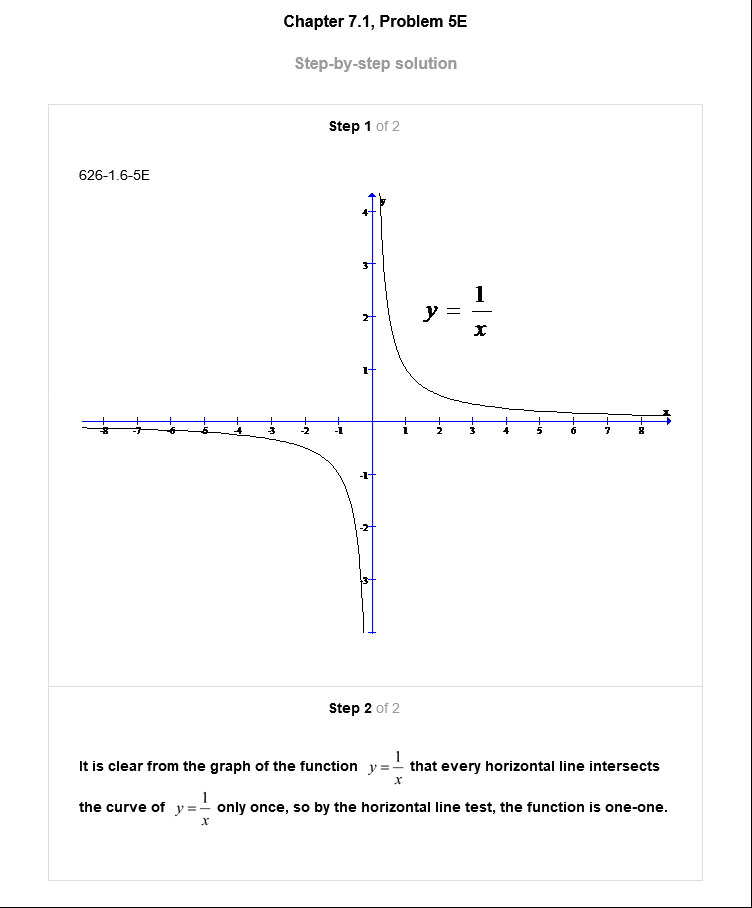 Chapter 7.1, Problem 5E
Step-by-step solution
Step 1 of 2
626-1.6-5E
y
4
3
2
y = 1/x
1
x
-8 -7 -6 -5 -4 -3 -2 -1 1 2 3 4 5 6 7 8
-1
-2
-3
Step 2 of 2
It is clear from the graph of the function y = 1/x that every horizontal line intersects
the curve of y = 1/x only once, so by the horizontal line test, the function is one-one.